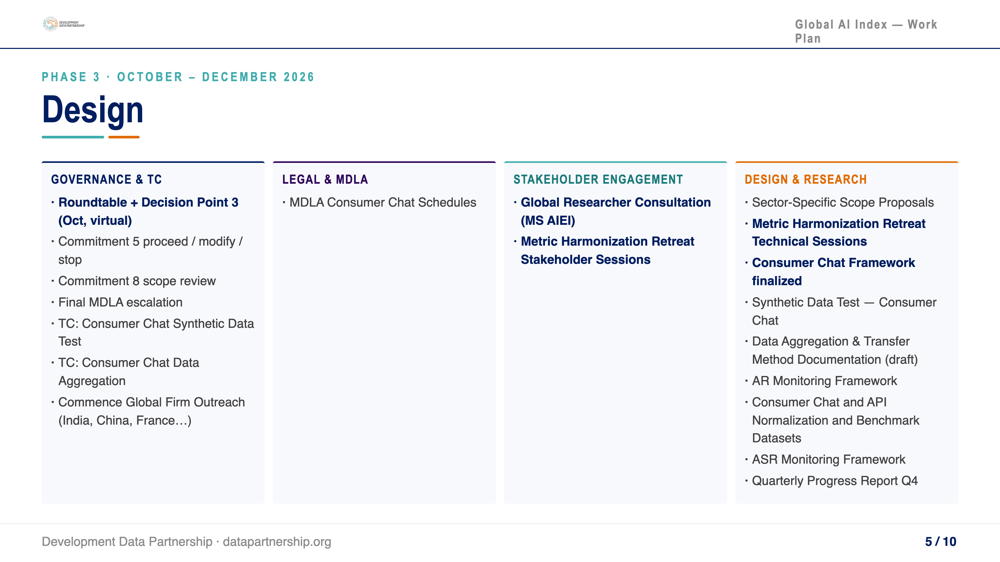 DEVELOPMENT
DATA PARTNERSHIP
Global AI Index — Work
Plan
PHASE 3 · OCTOBER – DECEMBER 2026
Design
GOVERNANCE & TC
· Roundtable + Decision Point 3
(Oct, virtual)
· Commitment 5 proceed / modify /
stop
· Commitment 8 scope review
· Final MDLA escalation
· TC: Consumer Chat Synthetic Data
Test
· TC: Consumer Chat Data
Aggregation
· Commence Global Firm Outreach
(India, China, France…)
LEGAL & MDLA
· MDLA Consumer Chat Schedules
STAKEHOLDER ENGAGEMENT
· Global Researcher Consultation
(MS AIEI)
· Metric Harmonization Retreat
Stakeholder Sessions
DESIGN & RESEARCH
· Sector-Specific Scope Proposals
· Metric Harmonization Retreat
Technical Sessions
· Consumer Chat Framework
finalized
· Synthetic Data Test — Consumer
Chat
· Data Aggregation & Transfer
Method Documentation (draft)
· AR Monitoring Framework
· Consumer Chat and API
Normalization and Benchmark
Datasets
· ASR Monitoring Framework
· Quarterly Progress Report Q4
Development Data Partnership · datapartnership.org
5 / 10